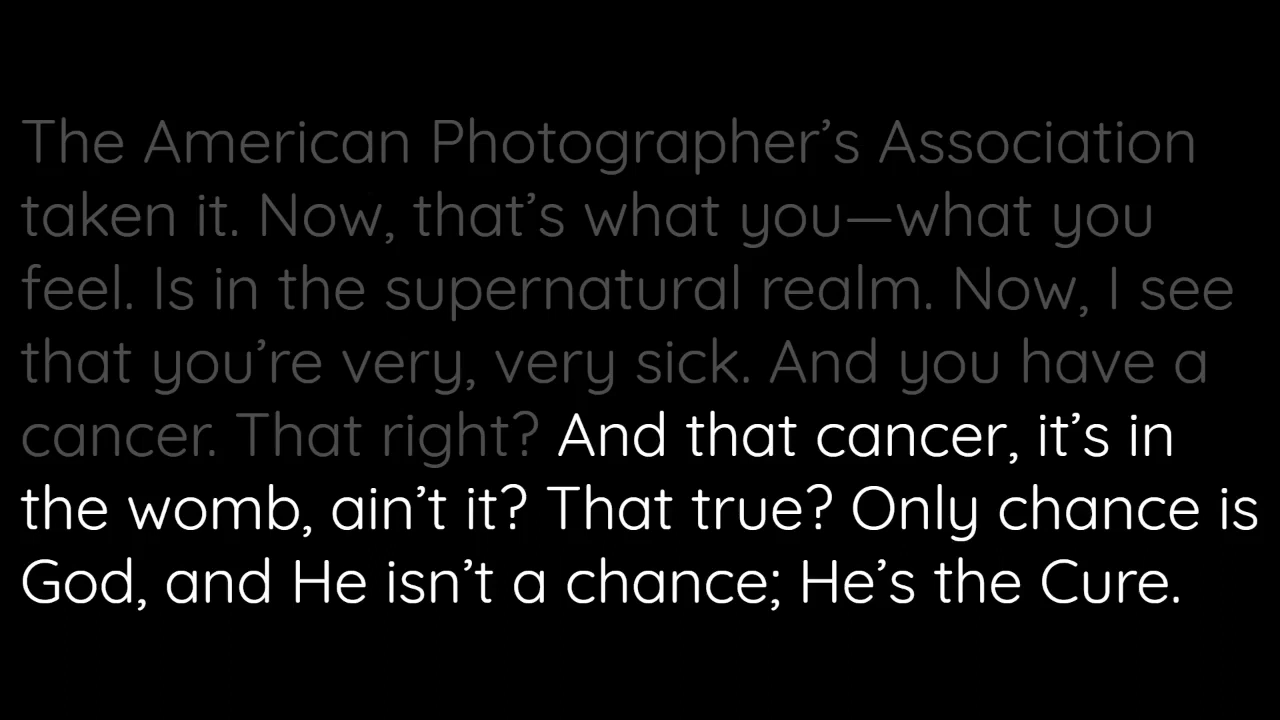 The American Photographer’s Association
taken it. Now, that’s what you—what you
feel. Is in the supernatural realm. Now, I see
that you’re very, very sick. And you have a
cancer. That right? And that cancer, it’s in
the womb, ain’t it? That true? Only chance is
God, and He isn’t a chance; He’s the Cure.